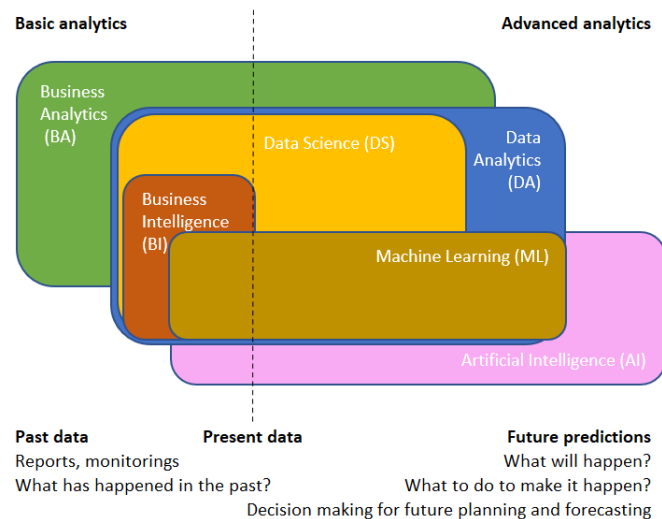 Basic analytics
Advanced analytics
Business
Analytics
(BA)
Data Science (DS)
Data
Analytics
(DA)
Business
Intelligence
(BI)
Machine Learning (ML)
Artificial Intelligence (AI)
Past data
Present data
Future predictions
Reports, monitorings
What will happen?
What has happened in the past?
What to do to make it happen?
Decision making for future planning and forecasting